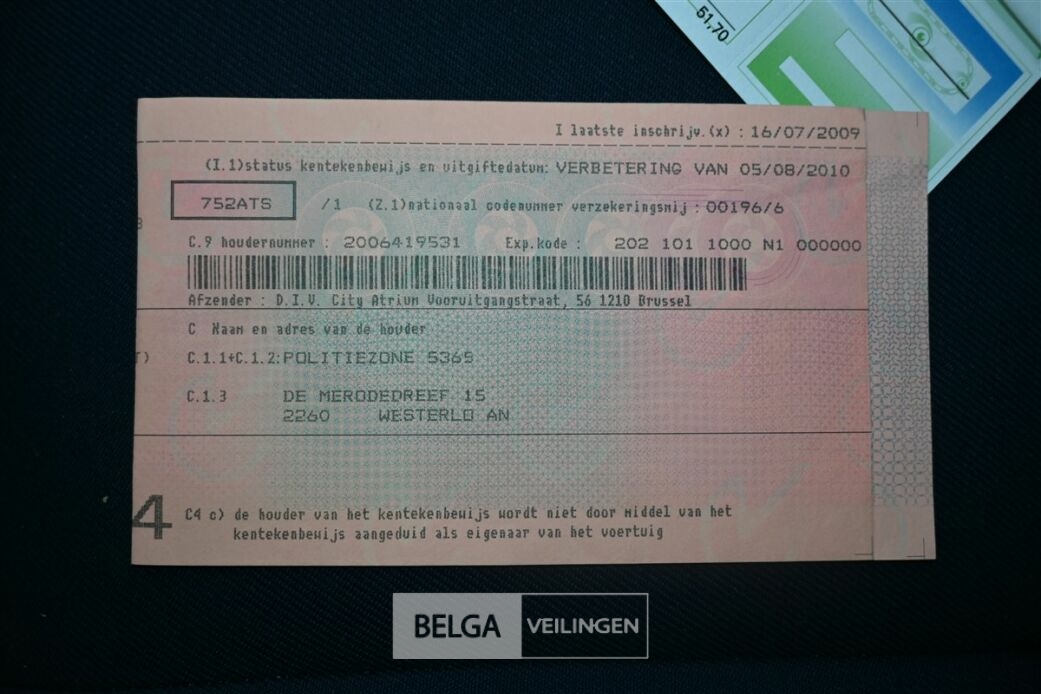 51,70
I laatste inschrijv.(x) : 16/07/2009
(I.1)status kentekenbewijs en uitgiftedatum: VERBETERING VAN 05/08/2010
752ATS /1 (Z.1)nationaal codenummer verzekeringsmij : 00196/6
C.9 houdernummer : 2006419531 Exp.kode : 202 101 1000 N1 000000
Afzender : D.I.V. City Atrium Vooruitgangstraat, 56 1210 Brussel
C Naam en adres van de houder
C.1.1+C.1.2:POLITIEZONE 5365
C.1.3 DE MERODEDREEF 15
2260 WESTERLO AN
4 C4 c) de houder van het kentekenbewijs wordt niet door middel van het
kentekenbewijs aangeduid als eigenaar van het voertuig
BELGA VEILINGEN